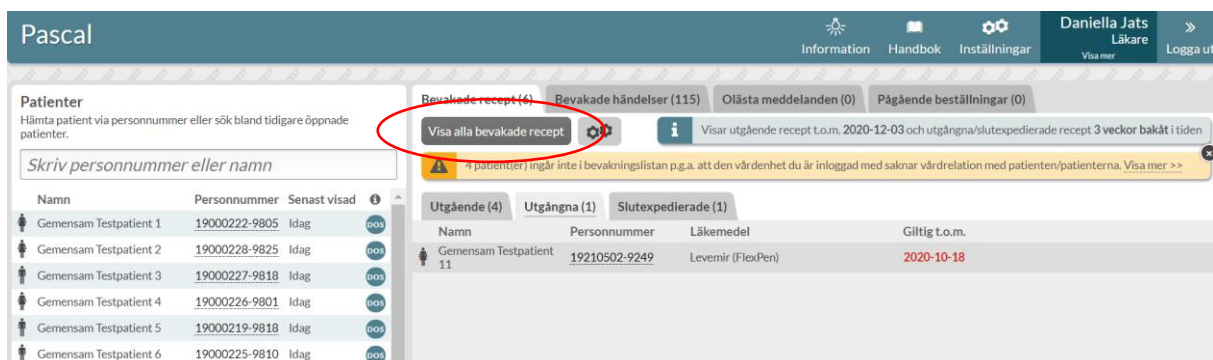 Pascal
Information
Handbok
Inställningar
Daniella Jats
Läkare
Visa mer
Logga ut
Patienter
Hämta patient via personnummer eller sök bland tidigare öppnade
patienter.
Skriv personnummer eller namn
Namn Personnummer Senast visad
Gemensam Testpatient 1 19000222-9805 Idag DOS
Gemensam Testpatient 2 19000228-9825 Idag DOS
Gemensam Testpatient 3 19000227-9818 Idag DOS
Gemensam Testpatient 4 19000226-9801 Idag DOS
Gemensam Testpatient 5 19000219-9818 Idag DOS
Gemensam Testpatient 6 19000225-9810 Idag DOS
Bevakade recept (6) Bevakade händelser (115) Olästa meddelanden (0) Pågående beställningar (0)
Visa alla bevakade recept
Visar utgående recept t.o.m. 2020-12-03 och utgångna/slutexpedierade recept 3 veckor bakåt i tiden
4 patient(er) ingår inte i bevakningslistan p.g.a. att den vårdenhet du är inloggad med saknar vårdrelation med patienten/patienterna. Visa mer >>
Utgående (4) Utgångna (1) Slutexpedierade (1)
Namn Personnummer Läkemedel Giltig t.o.m.
Gemensam Testpatient
11 19210502-9249 Levemir (FlexPen) 2020-10-18